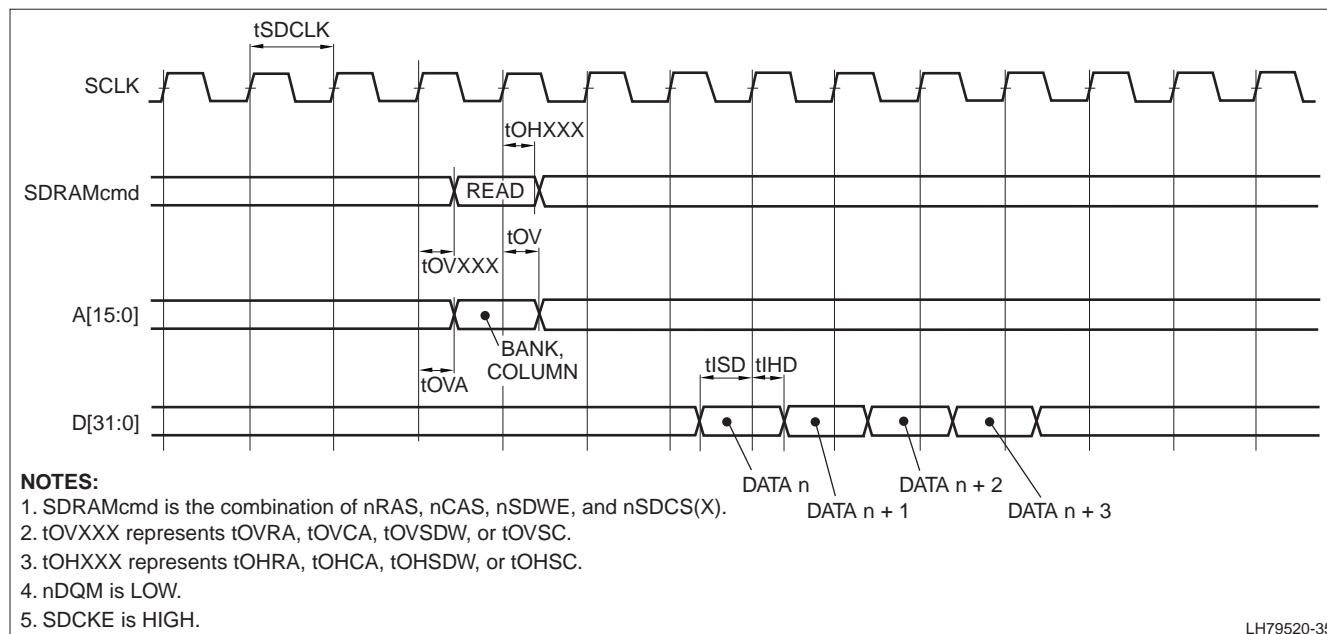 tSDCLK
SCLK
tOHXXX
SDRAMcmd
READ
tOVXXX
tOV
A[15:0]
BANK,
COLUMN
tOVA
tISD
tIHD
D[31:0]
DATA n
DATA n + 1
DATA n + 2
DATA n + 3
NOTES:
1. SDRAMcmd is the combination of nRAS, nCAS, nSDWE, and nSDCS(X).
2. tOVXXX represents tOVRA, tOVCA, tOVSDW, or tOVSC.
3. tOHXXX represents tOHRA, tOHCA, tOHSDW, or tOHSC.
4. nDQM is LOW.
5. SDCKE is HIGH.
LH79520-35